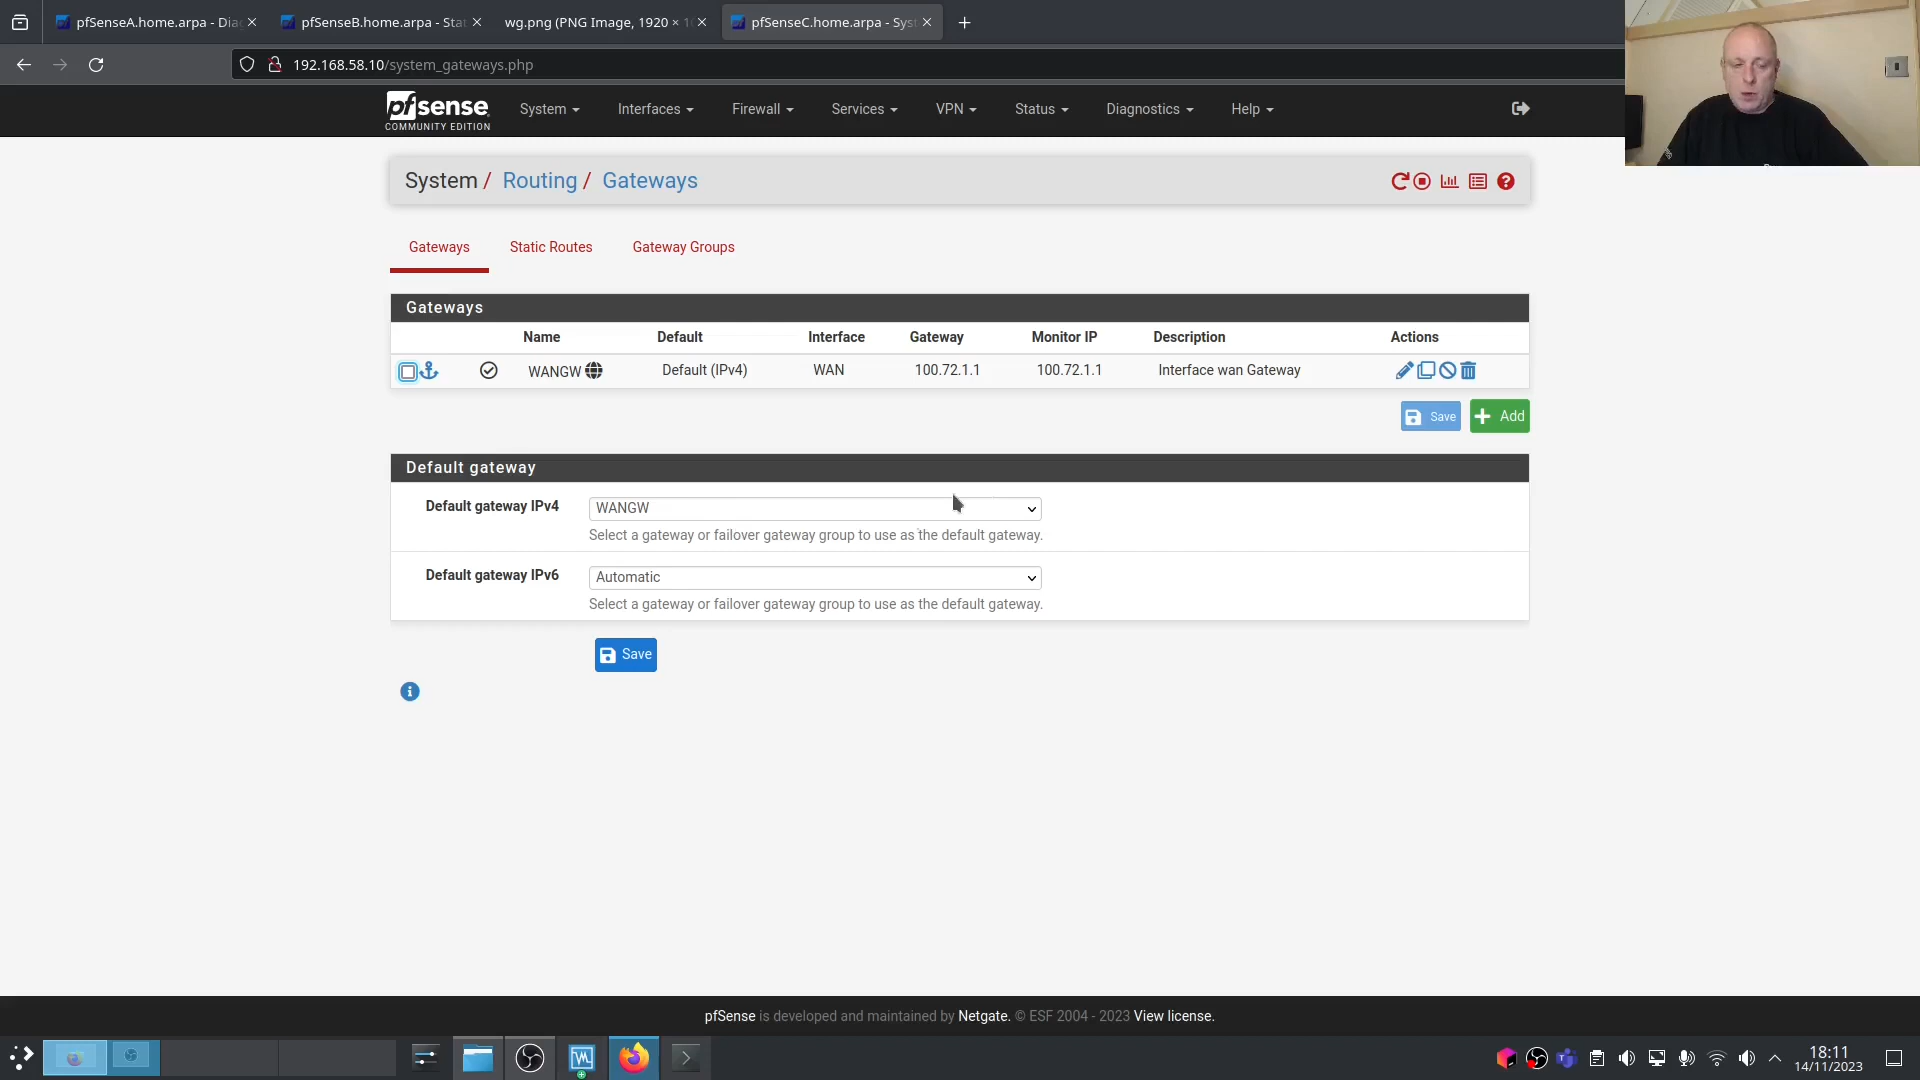 pfSenseA.home.arpa - Dia
pfSenseB.home.arpa - Stat
wg.png (PNG Image, 1920 × 1
pfSenseC.home.arpa - Syst
192.168.58.10/system_gateways.php
pfsense
COMMUNITY EDITION
System
Interfaces
Firewall
Services
VPN
Status
Diagnostics
Help
System / Routing / Gateways
Gateways
Static Routes
Gateway Groups
Gateways
Name Default Interface Gateway Monitor IP Description Actions
WANGW Default (IPv4) WAN 100.72.1.1 100.72.1.1 Interface wan Gateway
Save
Add
Default gateway
Default gateway IPv4
WANGW
Select a gateway or failover gateway group to use as the default gateway.
Default gateway IPv6
Automatic
Select a gateway or failover gateway group to use as the default gateway.
Save
pfSense is developed and maintained by Netgate. © ESF 2004 - 2023 View license.
18:11
14/11/2023